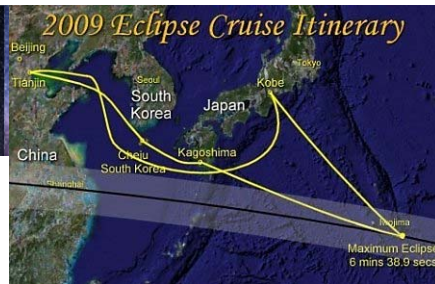 2009 Eclipse Cruise Itinerary
Beijing
Tianjin
Seoul
South
Korea
Japan
Kobe
Tokyo
China
Cheju
South Korea
Kagoshima
Shanghai
Iwojima
Maximum Eclipse
6 mins 38.9 secs